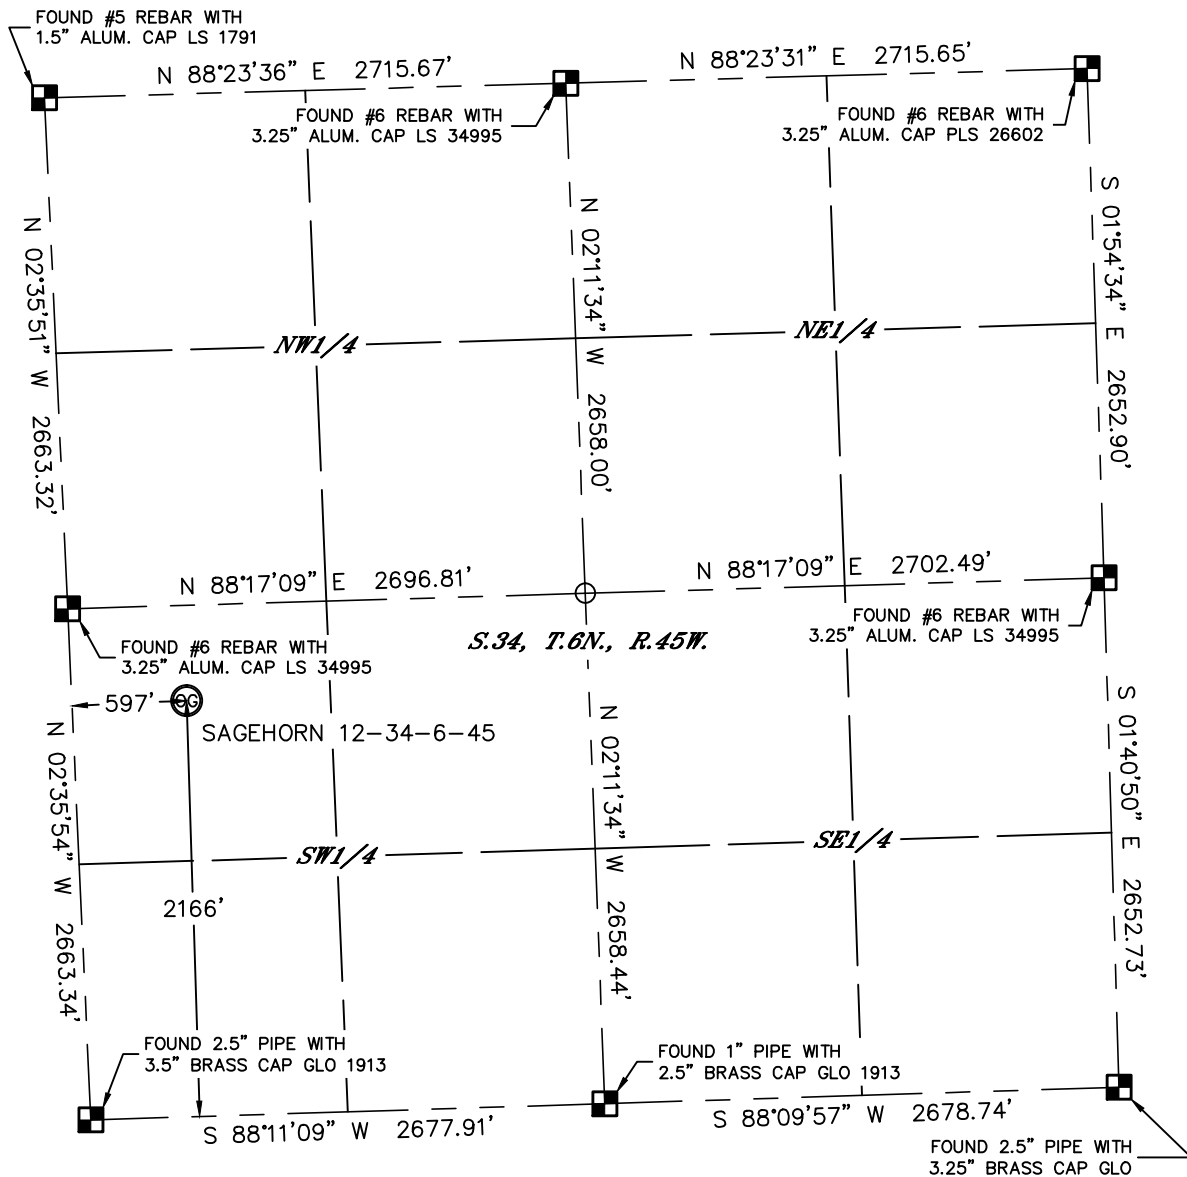 FOUND #5 REBAR WITH
1.5" ALUM. CAP LS 1791
N 88°23'36" E 2715.67'
N 88°23'31" E 2715.65'
FOUND #6 REBAR WITH
3.25" ALUM. CAP LS 34995
FOUND #6 REBAR WITH
3.25" ALUM. CAP PLS 26602
N 02°35'51" W 2663.32'
N 02°11'34" W 2658.00'
S 01°54'34" E 2652.90'
NW1/4
NE1/4
N 88°17'09" E 2696.81'
N 88°17'09" E 2702.49'
FOUND #6 REBAR WITH
3.25" ALUM. CAP LS 34995
S.34, T.6N., R.45W.
FOUND #6 REBAR WITH
3.25" ALUM. CAP LS 34995
597'
OG
SAGEHORN 12-34-6-45
N 02°35'54" W 2663.34'
N 02°11'34" W 2658.44'
S 01°40'50" E 2652.73'
SW1/4
SE1/4
2166'
FOUND 2.5" PIPE WITH
3.5" BRASS CAP GLO 1913
FOUND 1" PIPE WITH
2.5" BRASS CAP GLO 1913
S 88°11'09" W 2677.91'
S 88°09'57" W 2678.74'
FOUND 2.5" PIPE WITH
3.25" BRASS CAP GLO